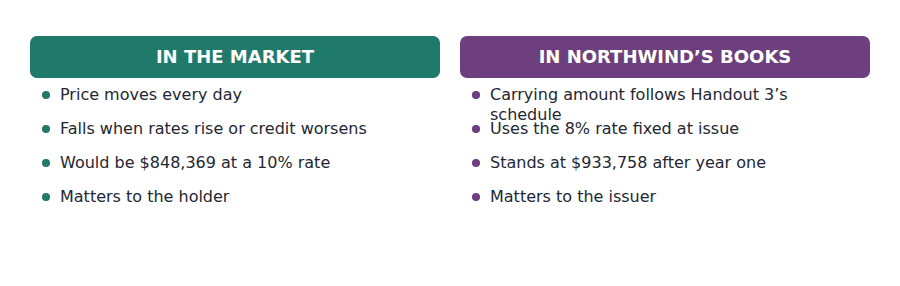 IN THE MARKET
Price moves every day
Falls when rates rise or credit worsens
Would be $848,369 at a 10% rate
Matters to the holder
IN NORTHWIND’S BOOKS
Carrying amount follows Handout 3’s
schedule
Uses the 8% rate fixed at issue
Stands at $933,758 after year one
Matters to the issuer